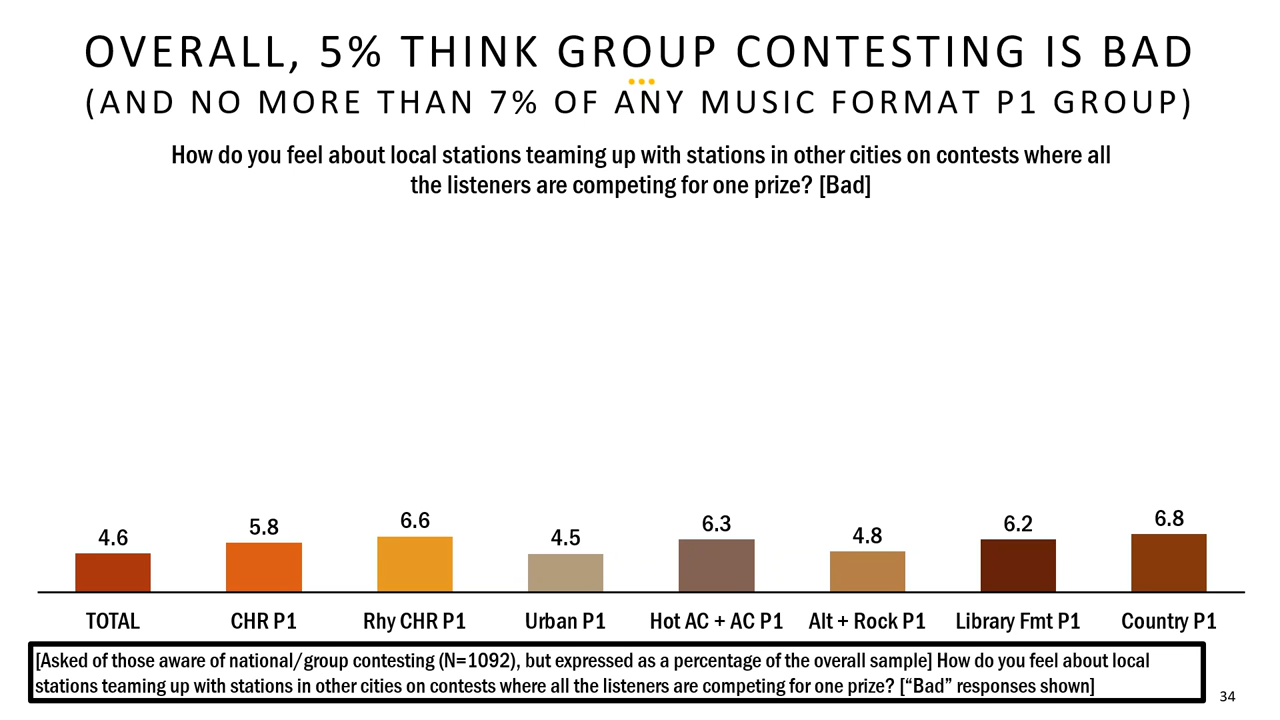 OVERALL, 5% THINK GROUP CONTESTING IS BAD
(AND NO MORE THAN 7% OF ANY MUSIC FORMAT P1 GROUP)
How do you feel about local stations teaming up with stations in other cities on contests where all
the listeners are competing for one prize? [Bad]
4.6 5.8 6.6 4.5 6.3 4.8 6.2 6.8
TOTAL CHR P1 Rhy CHR P1 Urban P1 Hot AC + AC P1 Alt + Rock P1 Library Fmt P1 Country P1
[Asked of those aware of national/group contesting (N=1092), but expressed as a percentage of the overall sample] How do you feel about local
stations teaming up with stations in other cities on contests where all the listeners are competing for one prize? [“Bad” responses shown]
34